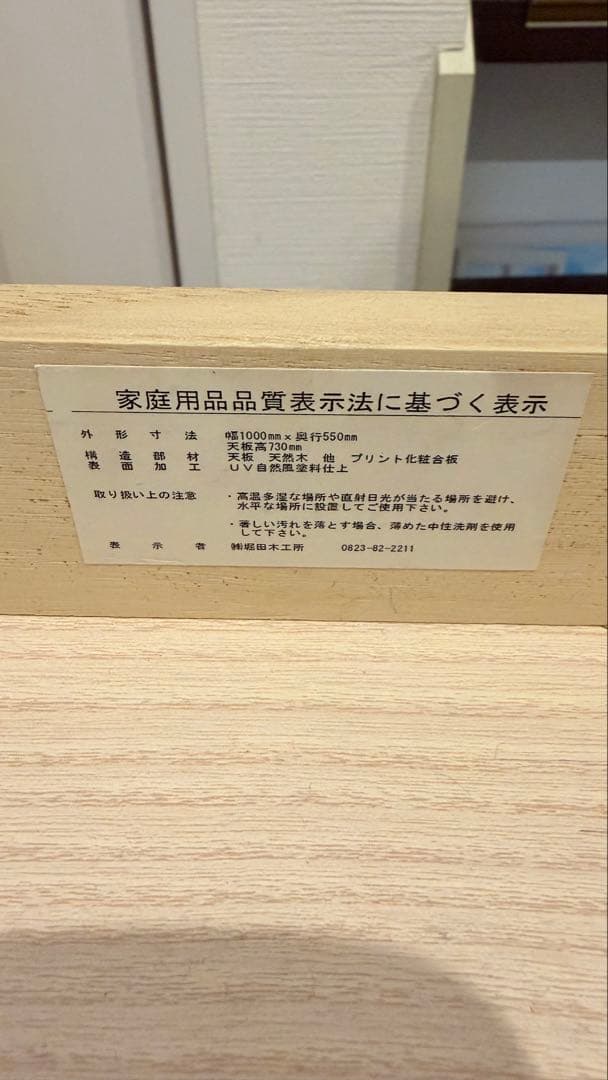 家庭用品品質表示法に基づく表示
外形寸法 幅1000mm×奥行550mm
天板高730mm
構造部材 天板 天然木 他 プリント化粧合板
表面加工 UV自然風塗料仕上
取り扱い上の注意 ・高温多湿な場所や直射日光が当たる場所を避け、
水平な場所に設置してご使用下さい。
・著しい汚れを落とす場合、薄めた中性洗剤を使用
して下さい。
表示者 ㈱堀田木工所 0823-82-2211